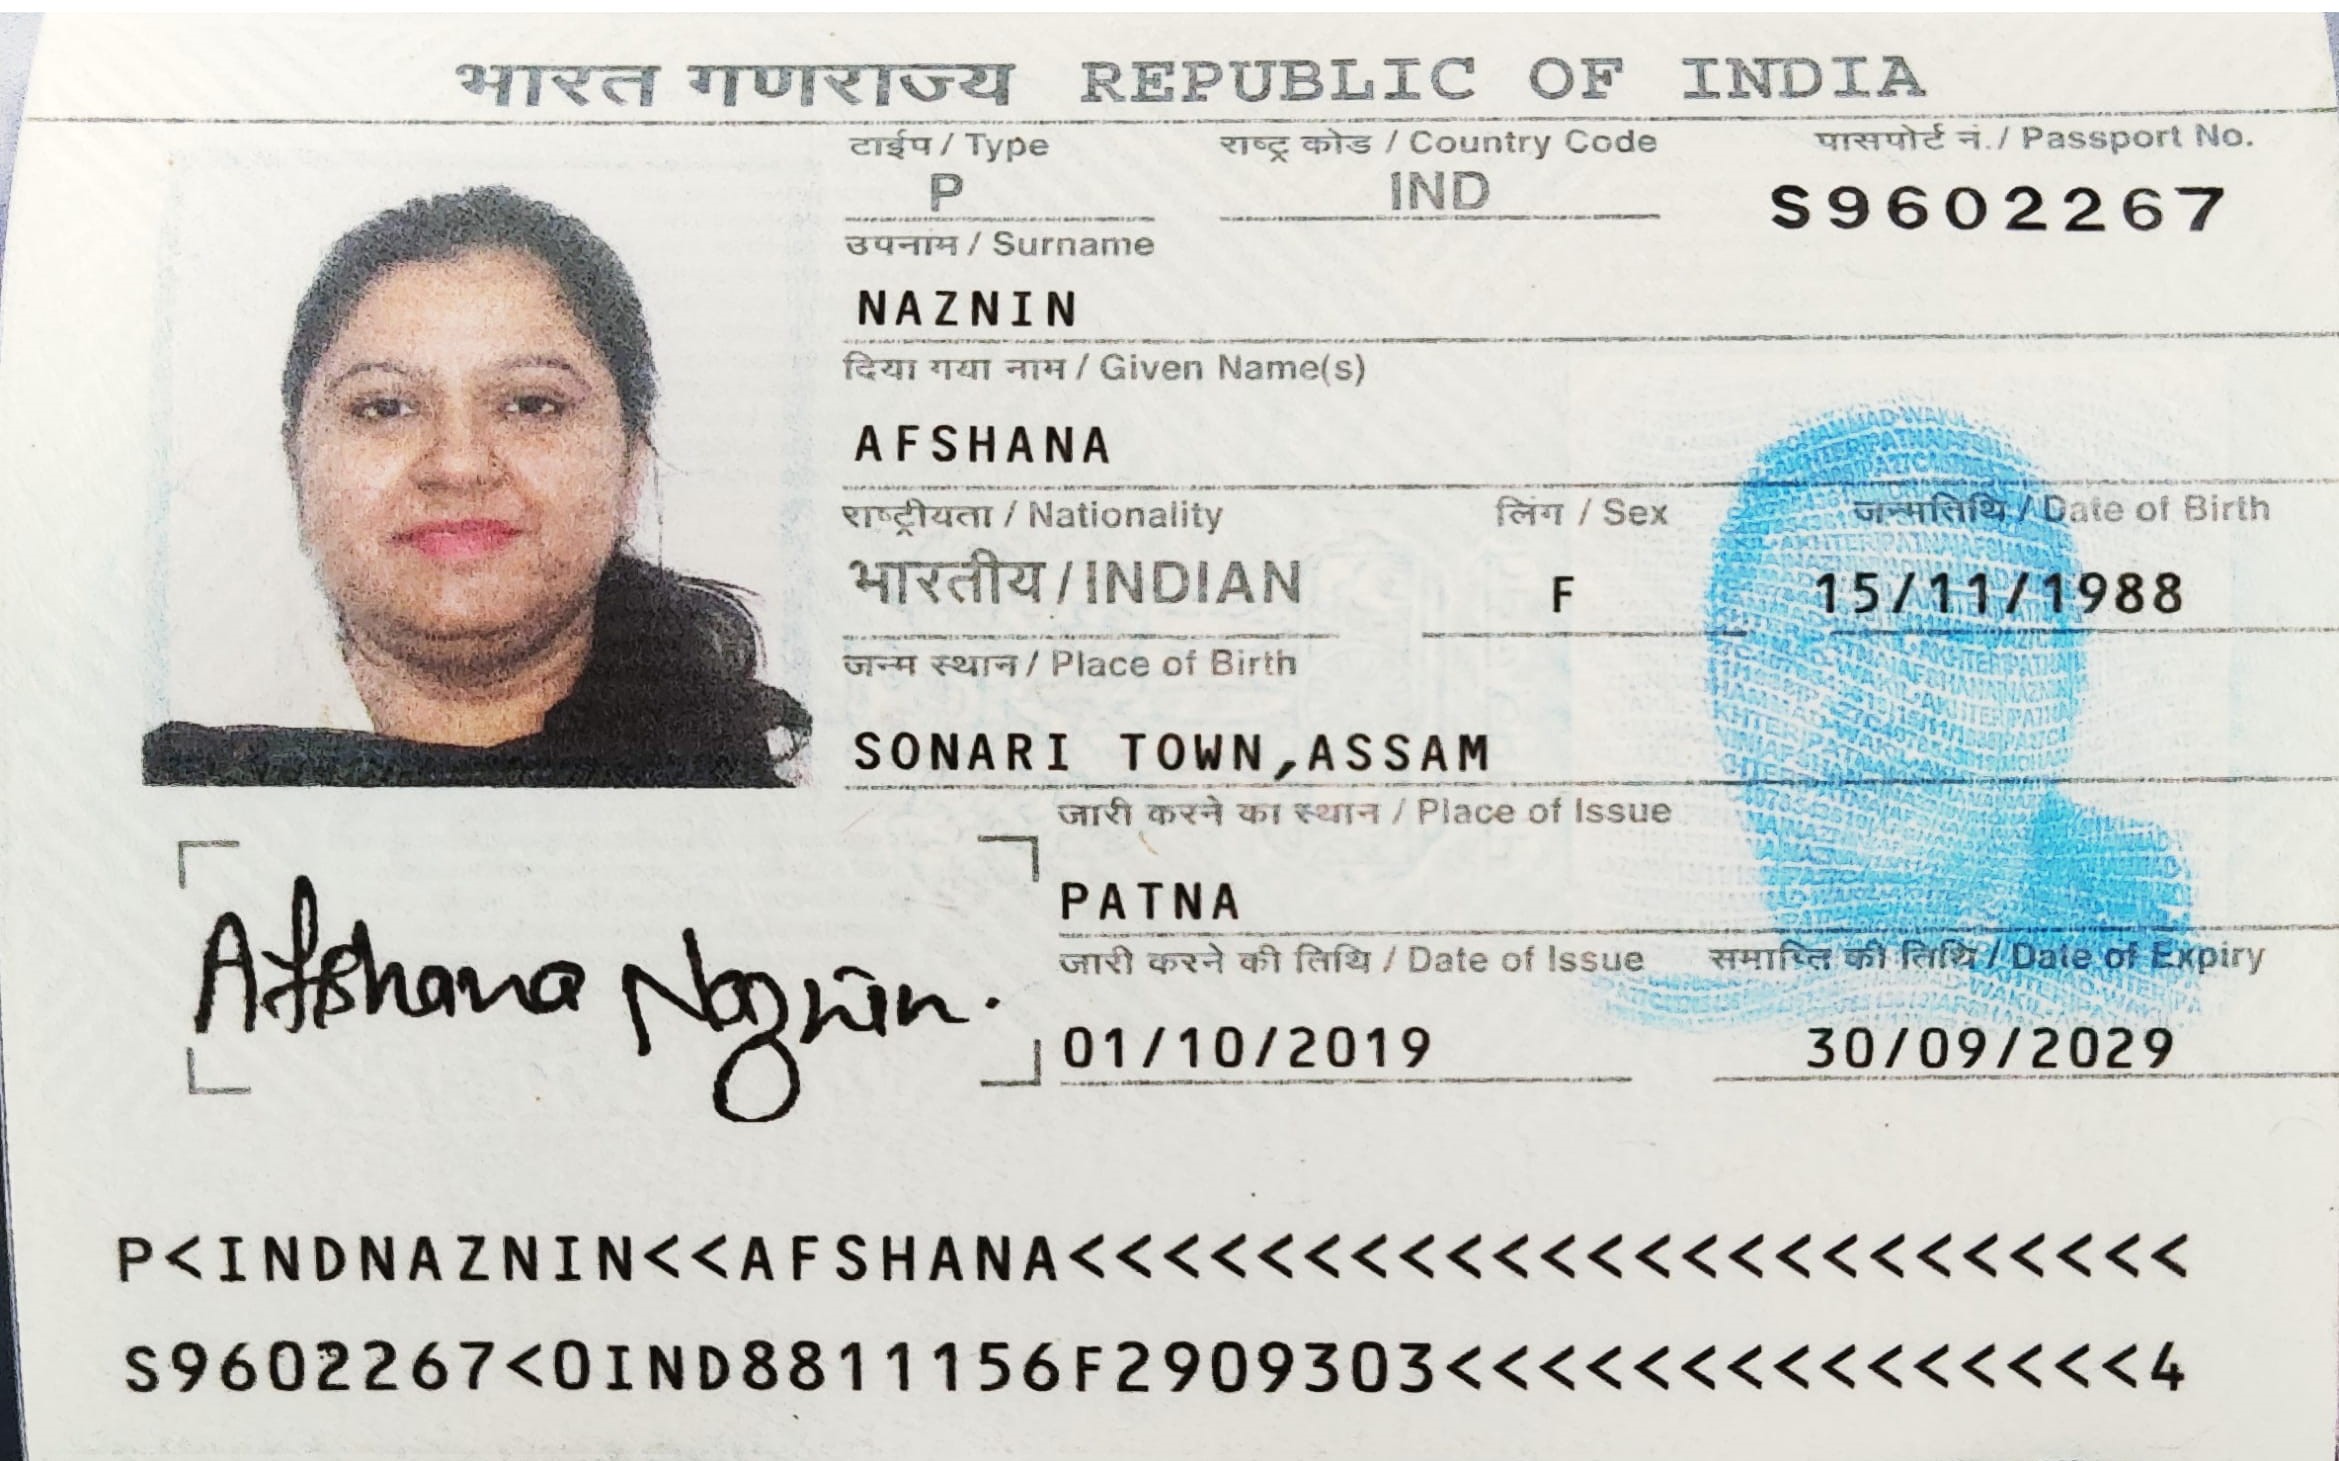 भारत गणराज्य REPUBLIC OF INDIA
टाईप / Type राष्ट्र कोड / Country Code पासपोर्ट नं. / Passport No.
P IND S9602267
उपनाम / Surname
NAZNIN
दिया गया नाम / Given Name(s)
AFSHANA
राष्ट्रीयता / Nationality लिंग / Sex जन्मतिथि / Date of Birth
भारतीय / INDIAN F 15/11/1988
जन्म स्थान / Place of Birth
SONARI TOWN,ASSAM
जारी करने का स्थान / Place of Issue
PATNA
जारी करने की तिथि / Date of Issue समाप्ति की तिथि / Date of Expiry
01/10/2019 30/09/2029
Afshana Naznin.
P<INDNAZNIN<<AFSHANA<<<<<<<<<<<<<<<<<<<<<<<<
S9602267<0IND8811156F2909303<<<<<<<<<<<<<<<4